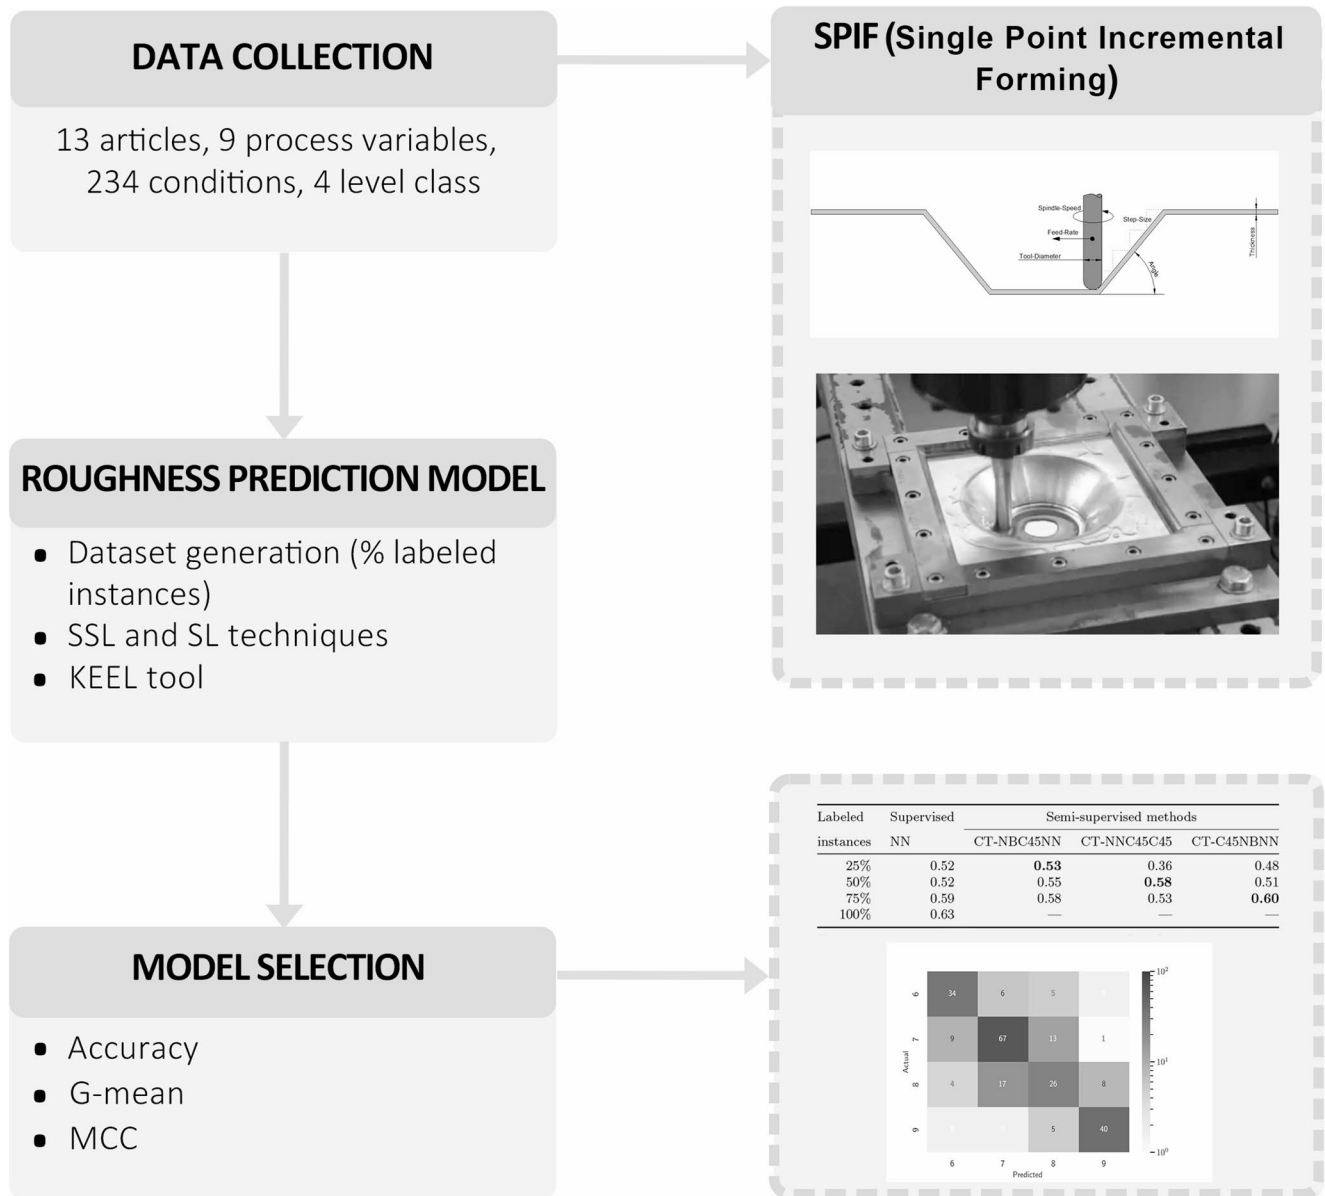 DATA COLLECTION
13 articles, 9 process variables,
234 conditions, 4 level class
SPIF (Single Point Incremental
Forming)
Spindle-Speed
Step-Size
Feed-Rate
Tool-Diameter
Angle
Thickness
ROUGHNESS PREDICTION MODEL
▪ Dataset generation (% labeled
instances)
▪ SSL and SL techniques
▪ KEEL tool
MODEL SELECTION
▪ Accuracy
▪ G-mean
▪ MCC
Labeled Supervised Semi-supervised methods
instances NN CT-NBC45NN CT-NNC45C45 CT-C45NBNN
25% 0.52 0.53 0.36 0.48
50% 0.52 0.55 0.58 0.51
75% 0.59 0.58 0.53 0.60
100% 0.63 — — —
6 34 6 5
7 9 67 13 1
8 4 17 26 8
9 5 40
6 7 8 9
Actual
Predicted
10²
10¹
10⁰